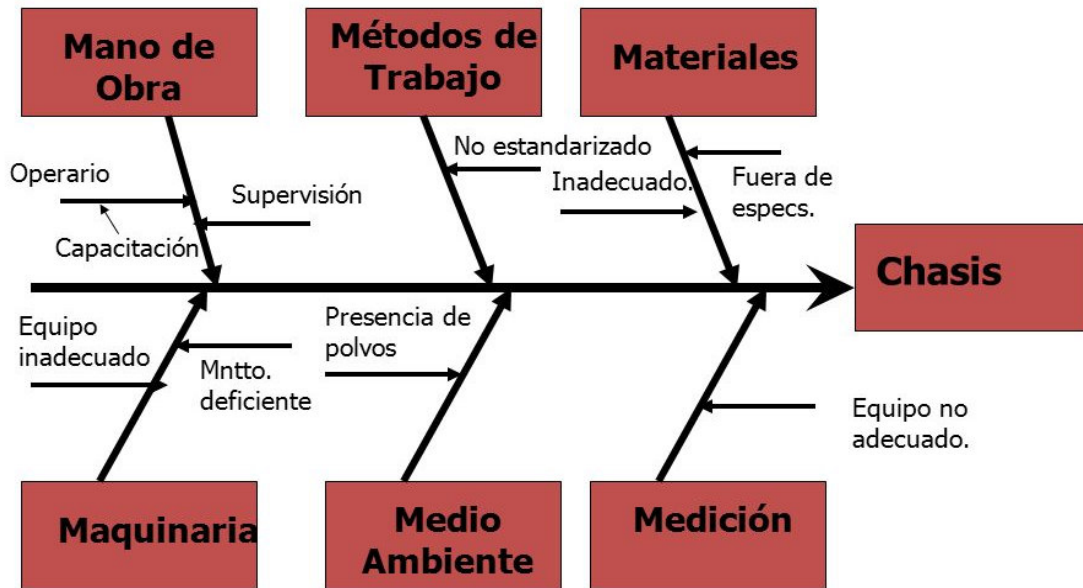 Mano de
Obra
Métodos de
Trabajo
Materiales
Operario
Capacitación
Supervisión
No estandarizado
Inadecuado.
Fuera de
especs.
Chasis
Equipo
inadecuado
Mntto.
deficiente
Presencia de
polvos
Equipo no
adecuado.
Maquinaria
Medio
Ambiente
Medición